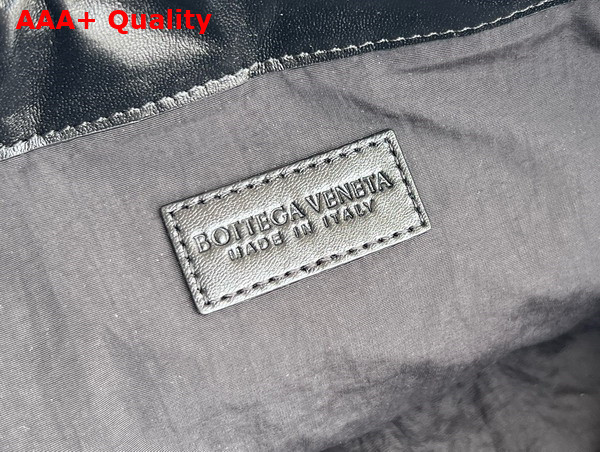 AAA+ Quality
BOTTEGA VENETA
MADE IN ITALY